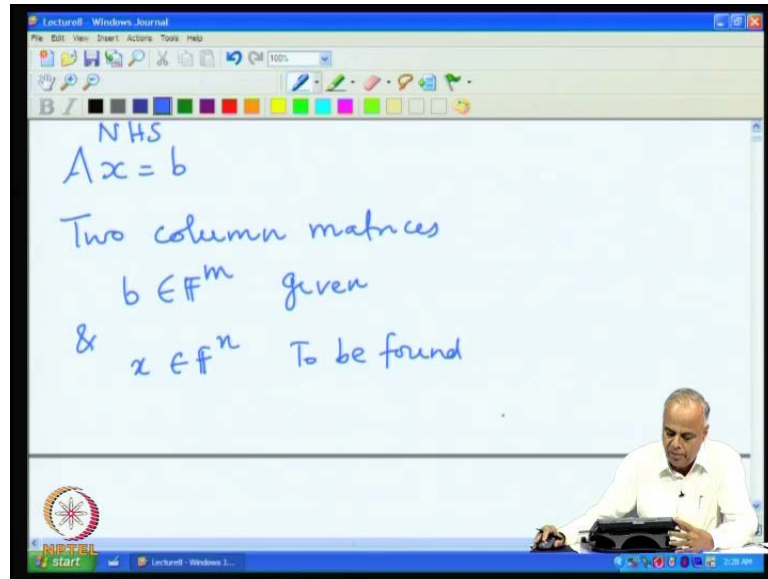 Lecture8 - Windows Journal
File Edit View Insert Actions Tools Help
100%
B I
NHS
Ax = b
Two column matrices
b ∈ 𝔽^m given
& x ∈ 𝔽^n To be found
NPTEL
start Lecture8 - Windows J... 2:28 AM